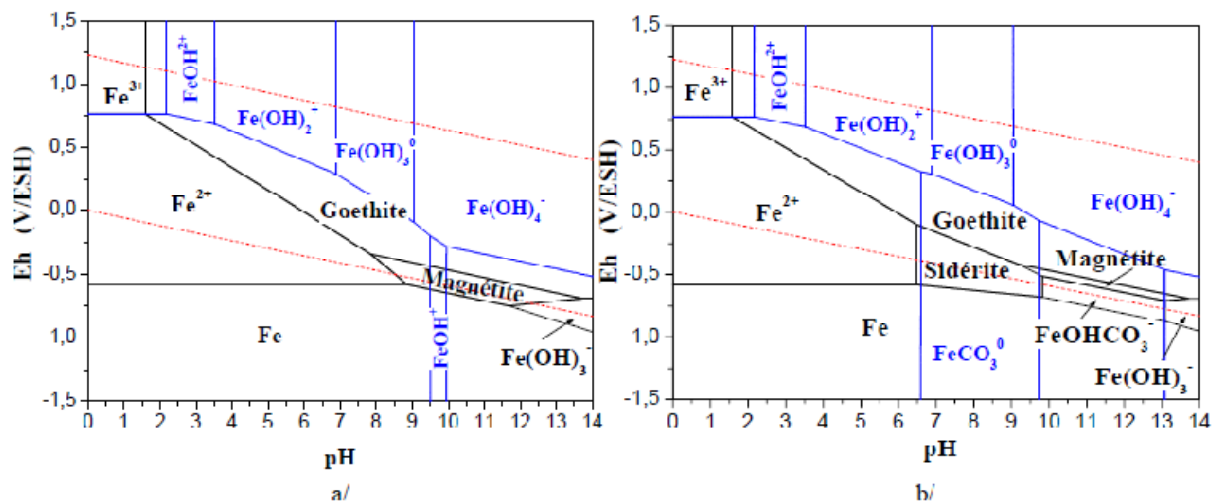 1,5
1,0
0,5
0,0
-0,5
1,0
-1,5
Eh (V/ESH)
Fe³⁺
FeOH²⁺
Fe(OH)₂⁻
Fe(OH)₃⁰
Fe²⁺
Goethite
Fe(OH)₄⁻
Magnétite
Fe
FeOH⁺
Fe(OH)₃⁻
0 1 2 3 4 5 6 7 8 9 10 11 12 13 14
pH
a/
1,5
1,0
0,5
0,0
-0,5
1,0
-1,5
Eh (V/ESH)
Fe³⁺
FeOH²⁺
Fe(OH)₂⁺
Fe(OH)₃⁰
Fe²⁺
Goethite
Fe(OH)₄⁻
Sidérite
Magnétite
Fe
FeCO₃⁰
FeOHCO₃⁻
Fe(OH)₃⁻
0 1 2 3 4 5 6 7 8 9 10 11 12 13 14
pH
b/